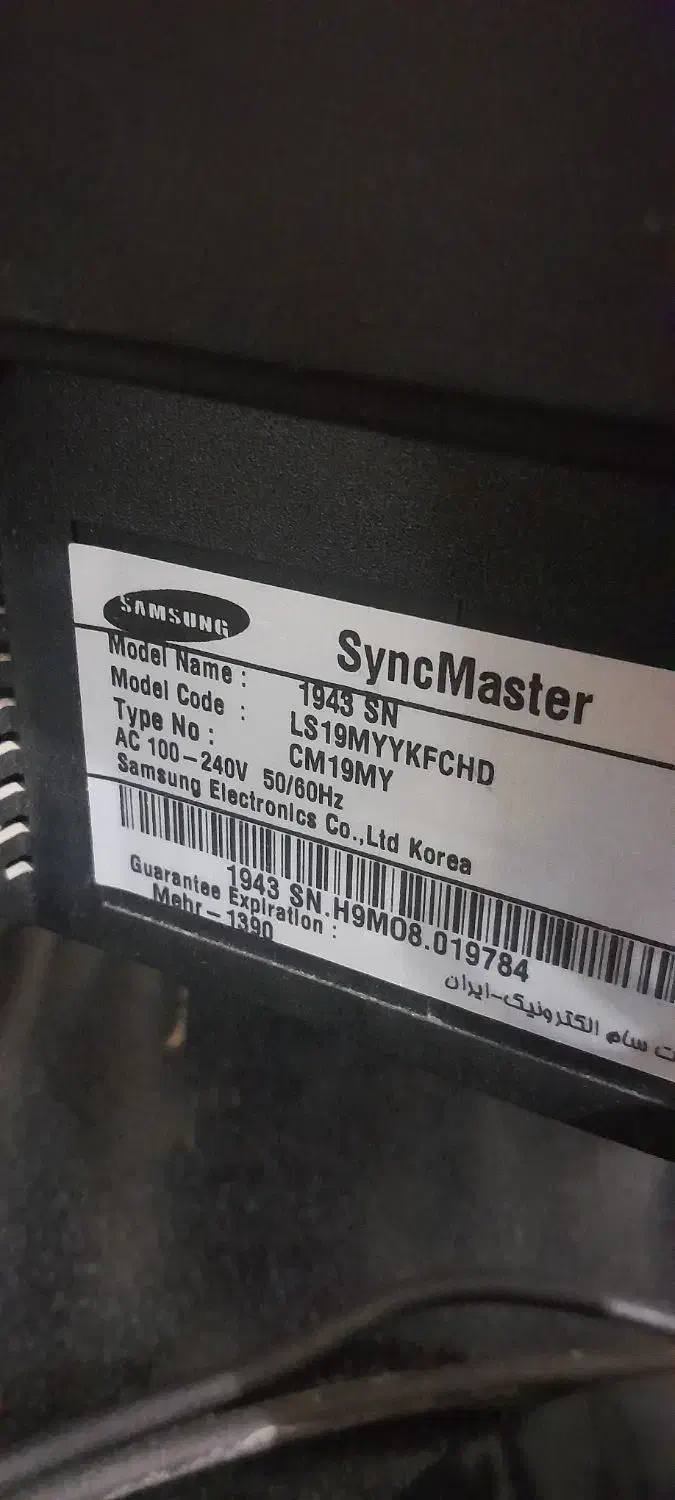 SAMSUNG
SyncMaster
Model Name : 1943 SN
Model Code : LS19MYYKFCHD
Type No : CM19MY
AC 100-240V 50/60Hz
Samsung Electronics Co.,Ltd Korea
1943 SN.H9MO8.019784
Guarantee Expiration :
Mehr-1390
سام الکترونیک-ایران